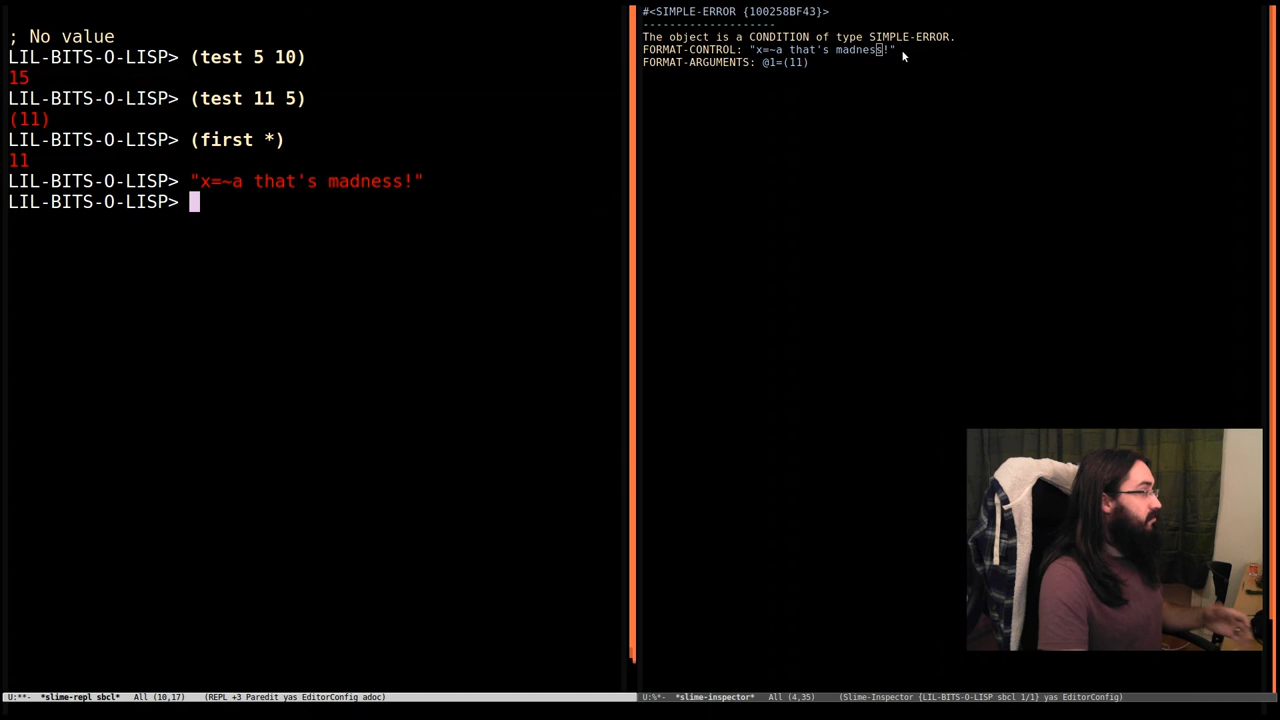 ; No value
LIL-BITS-O-LISP> (test 5 10)
15
LIL-BITS-O-LISP> (test 11 5)
(11)
LIL-BITS-O-LISP> (first *)
11
LIL-BITS-O-LISP> "x=~a that's madness!"
LIL-BITS-O-LISP>
U:**-  *slime-repl sbcl*   All (10,17)   (REPL +3 Paredit yas EditorConfig adoc)
#<SIMPLE-ERROR {100258BF43}>
--------------------
The object is a CONDITION of type SIMPLE-ERROR.
FORMAT-CONTROL: "x=~a that's madness!"
FORMAT-ARGUMENTS: @1=(11)
U:%*-  *slime-inspector*   All (4,35)   (Slime-Inspector {LIL-BITS-O-LISP sbcl 1/1} yas EditorConfig)